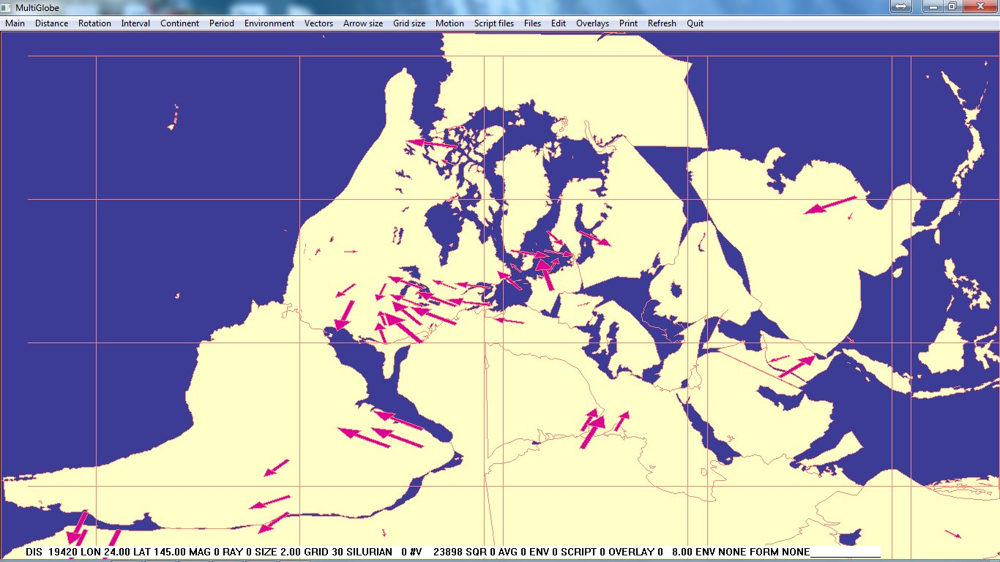 MultiGlobe
Main Distance Rotation Interval Continent Period Environment Vectors Arrow size Grid size Motion Script files Files Edit Overlays Print Refresh Quit
DIS 19420 LON 24.00 LAT 145.00 MAG 0 RAY 0 SIZE 2.00 GRID 30 SILURIAN 0 #V 23898 SQR 0 AVG 0 ENV 0 SCRIPT 0 OVERLAY 0 8.00 ENV NONE FORM NONE